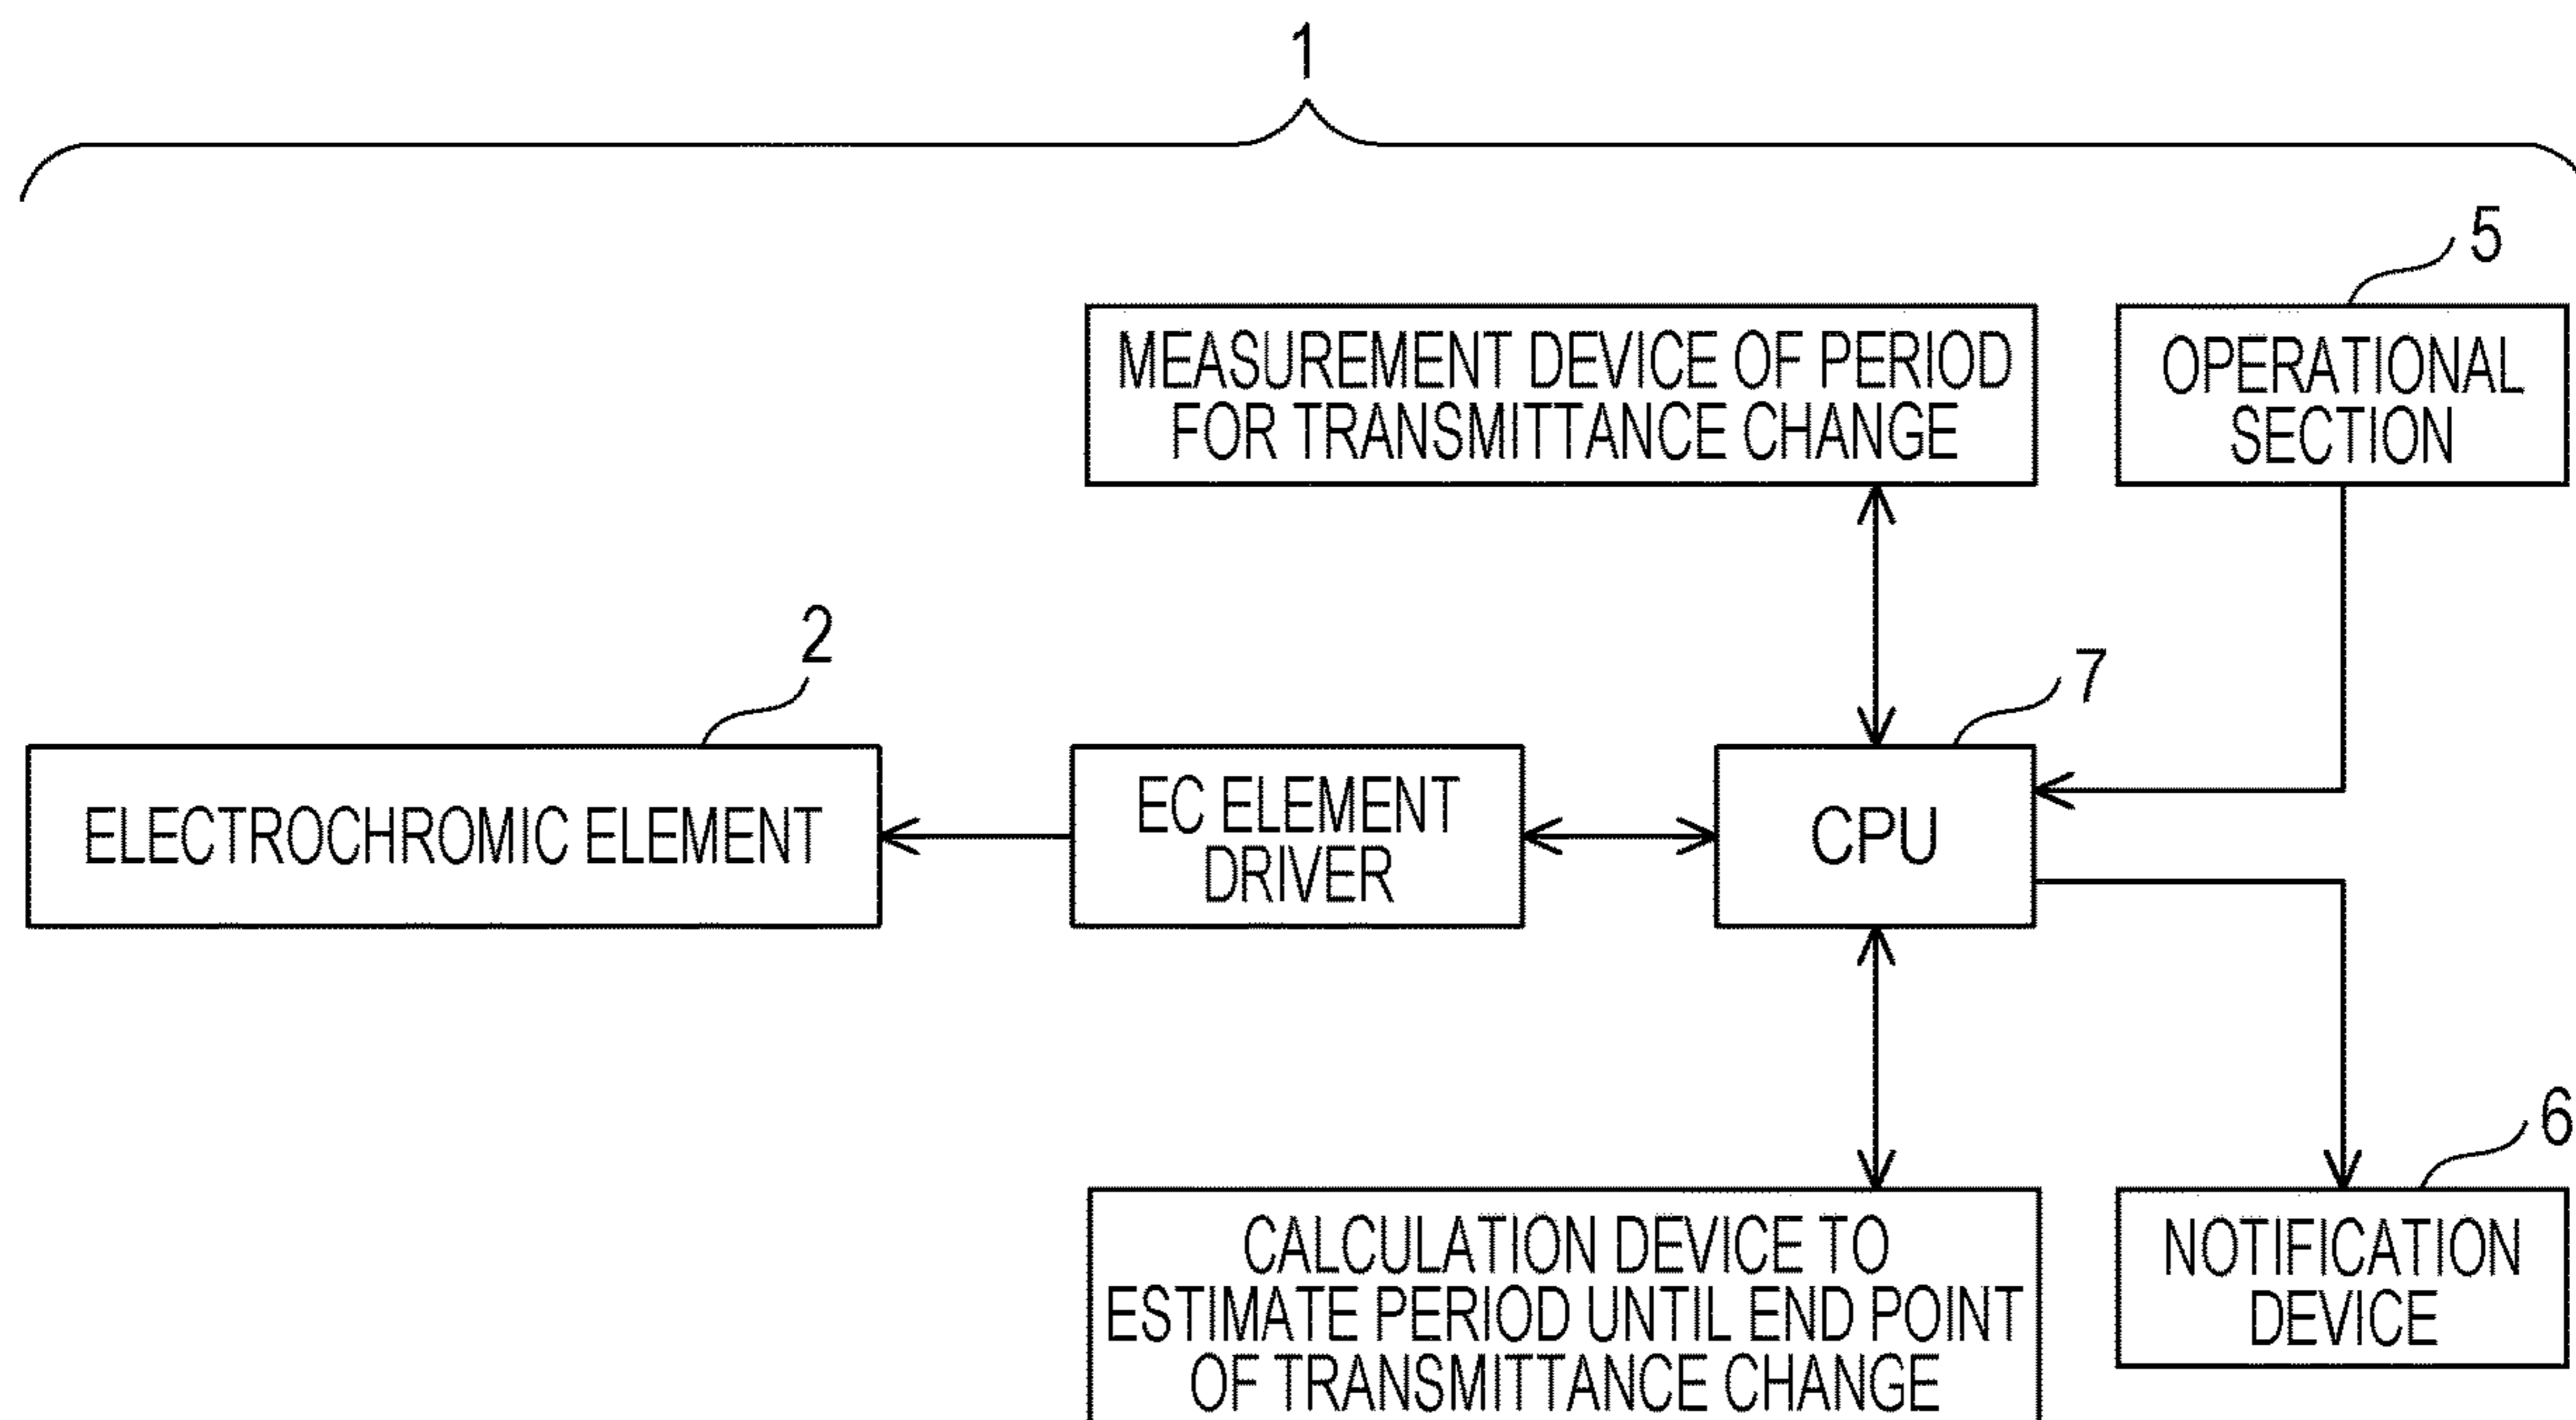 1
5
MEASUREMENT DEVICE OF PERIOD
FOR TRANSMITTANCE CHANGE
OPERATIONAL
SECTION
2
7
ELECTROCHROMIC ELEMENT
EC ELEMENT
DRIVER
CPU
6
CALCULATION DEVICE TO
ESTIMATE PERIOD UNTIL END POINT
OF TRANSMITTANCE CHANGE
NOTIFICATION
DEVICE